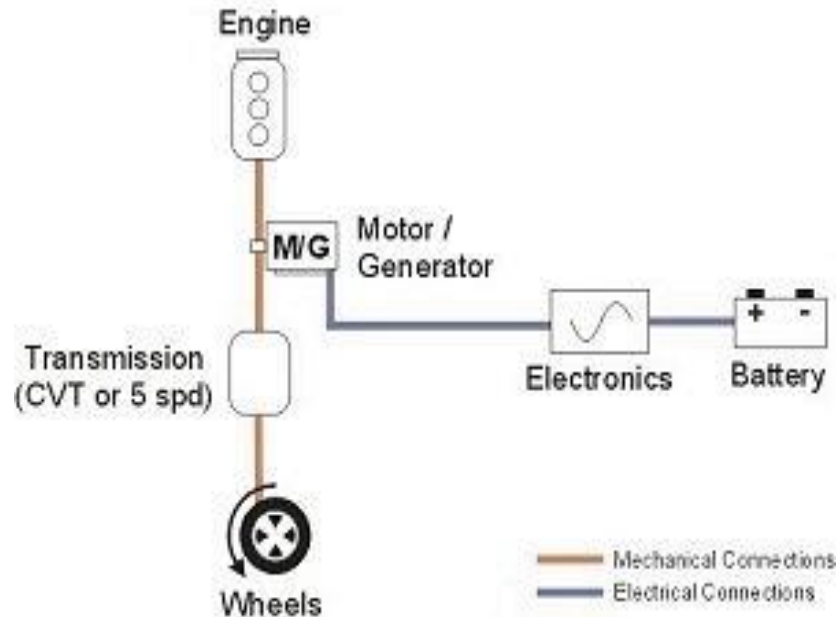 Engine
M/G
Motor /
Generator
Transmission
(CVT or 5 spd)
Electronics
+ -
Battery
Wheels
Mechanical Connections
Electrical Connections